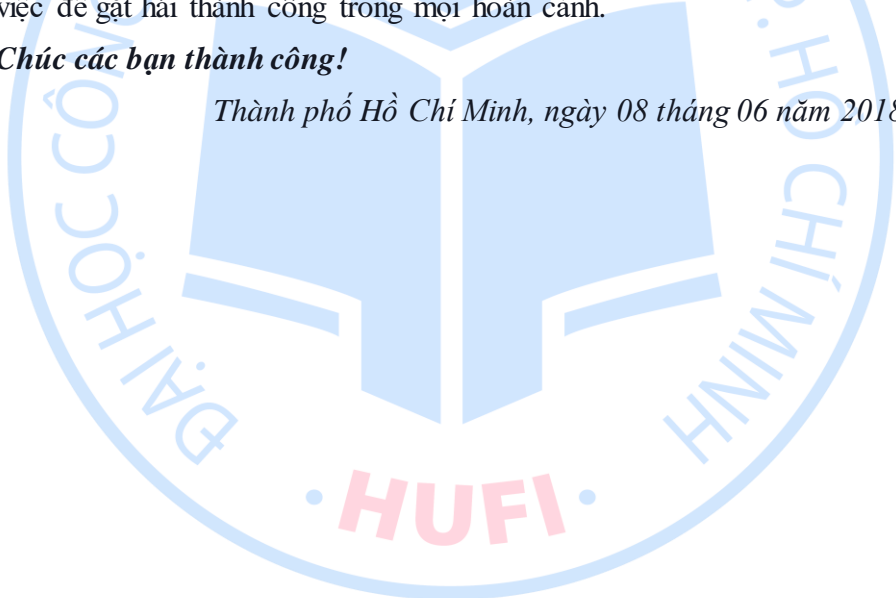 việc để gặt hái thành công trong mọi hoàn cảnh.
Chúc các bạn thành công!
Thành phố Hồ Chí Minh, ngày 08 tháng 06 năm 2018
ĐẠI HỌC CÔNG
P. HỒ CHÍ MINH
HUFI